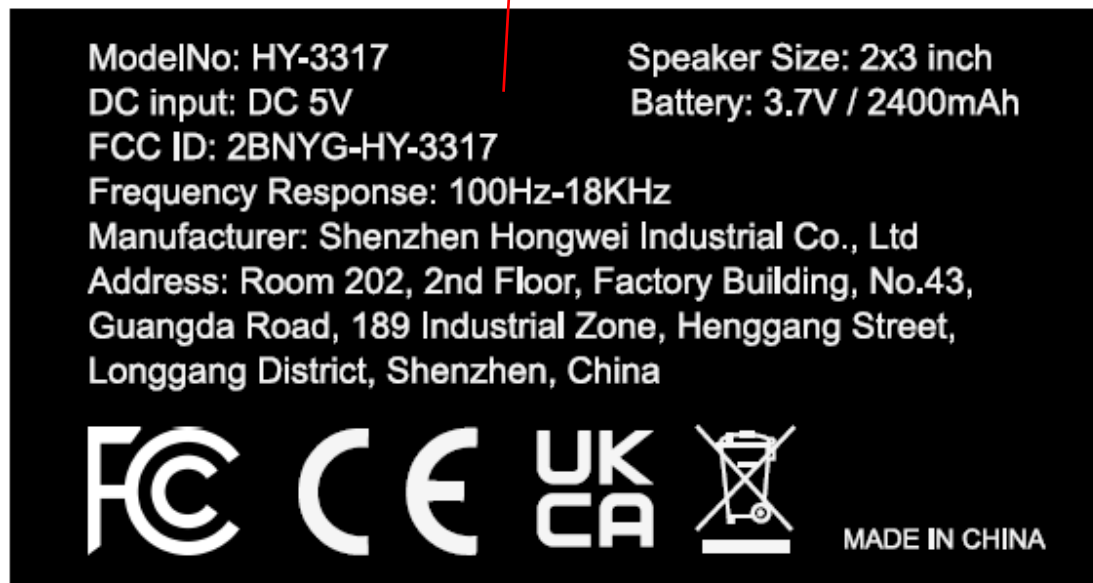 ModelNo: HY-3317 Speaker Size: 2x3 inch
DC input: DC 5V Battery: 3.7V / 2400mAh
FCC ID: 2BNYG-HY-3317
Frequency Response: 100Hz-18KHz
Manufacturer: Shenzhen Hongwei Industrial Co., Ltd
Address: Room 202, 2nd Floor, Factory Building, No.43,
Guangda Road, 189 Industrial Zone, Henggang Street,
Longgang District, Shenzhen, China
FC CE UK
CA
MADE IN CHINA